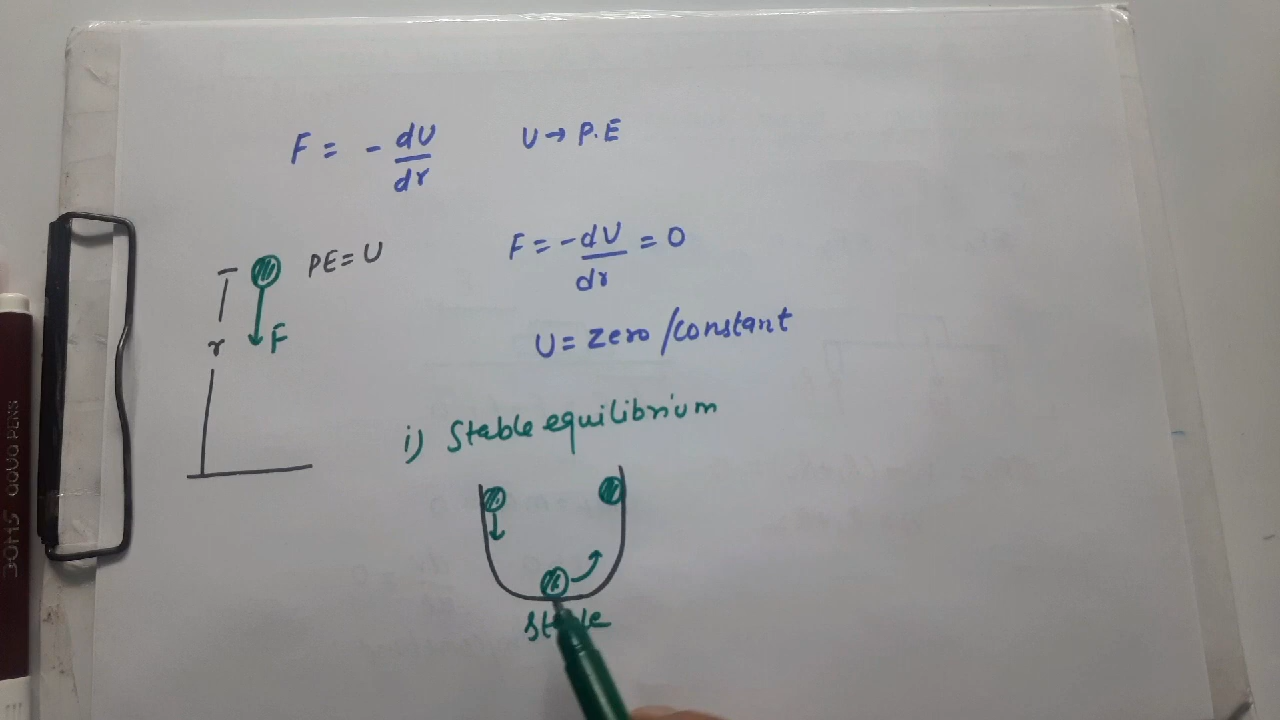 F = - dU/dr U → P.E
PE = U
F = - dU/dr = 0
r
F
U = zero /constant
i) Stable equilibrium
Stable